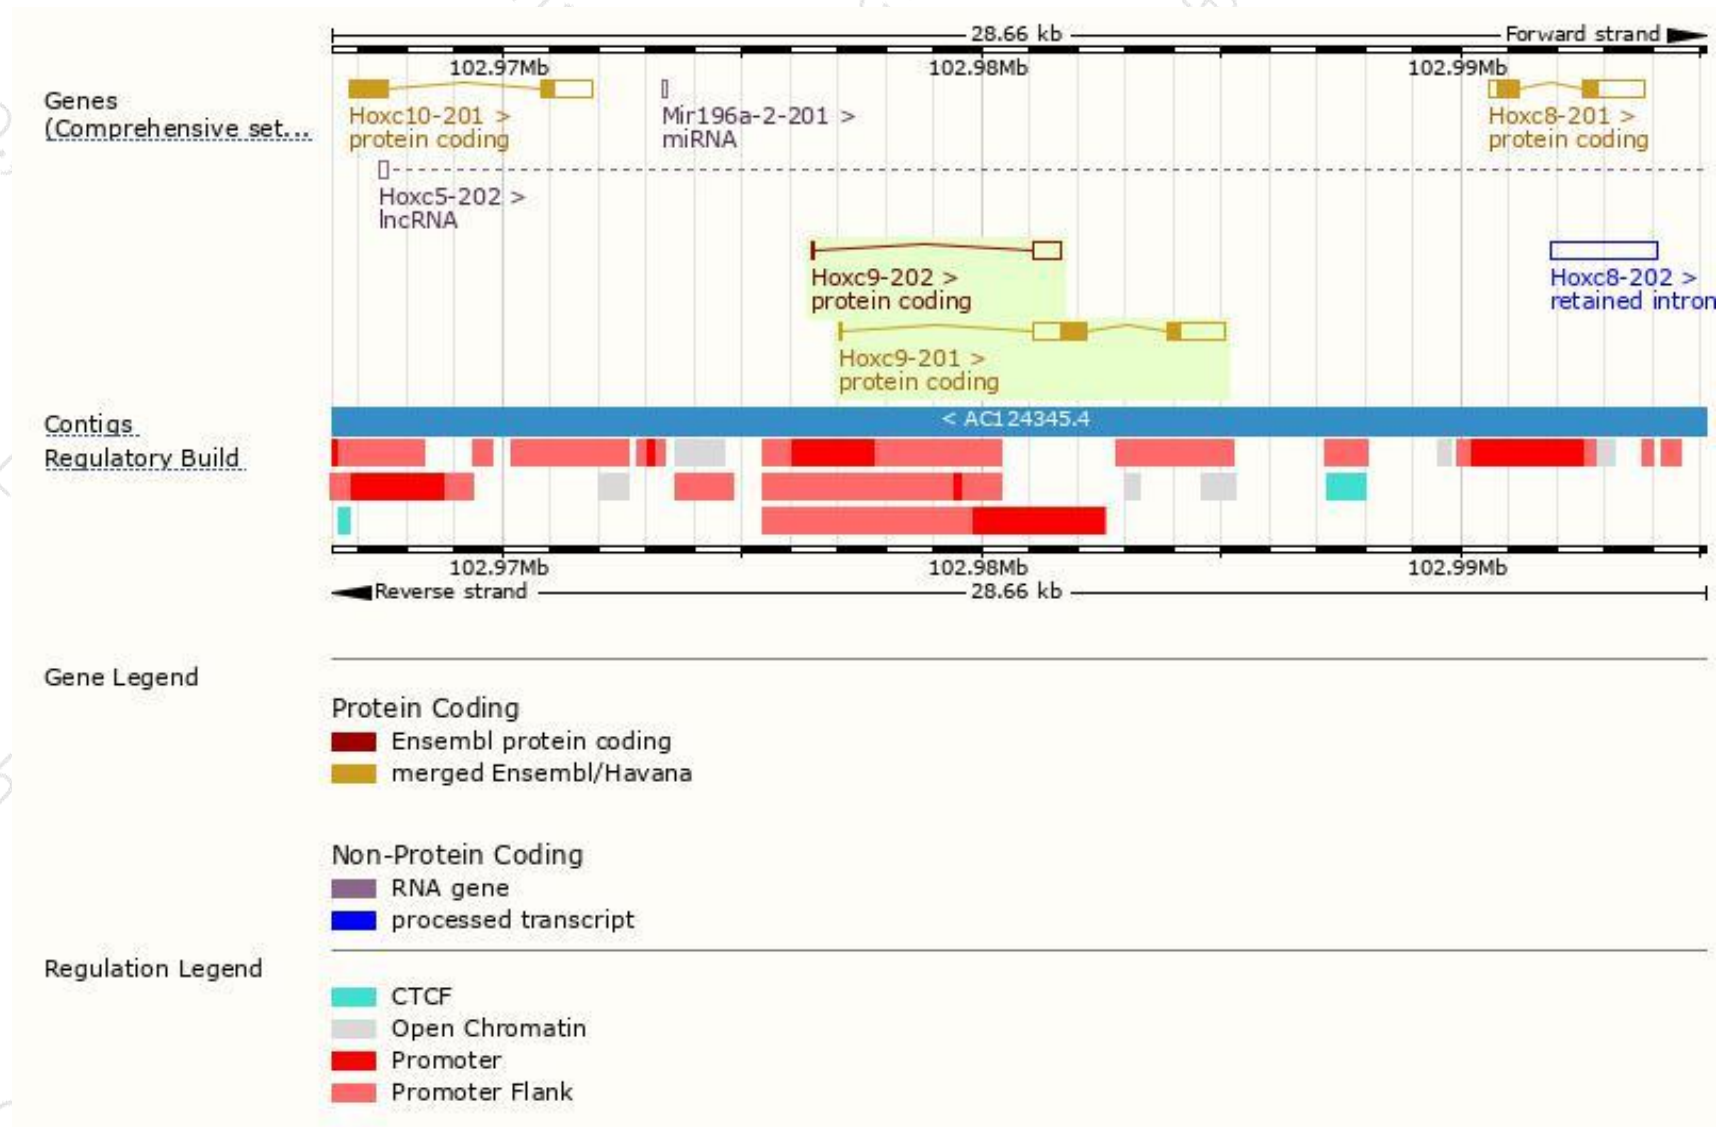 28.66 kb
Forward strand
102.97Mb 102.98Mb 102.99Mb
Genes
(Comprehensive set...
Hoxc10-201 >
protein coding
Mir196a-2-201 >
miRNA
Hoxc8-201 >
protein coding
Hoxc5-202 >
lncRNA
Hoxc9-202 >
protein coding
Hoxc8-202 >
retained intron
Hoxc9-201 >
protein coding
Contigs
< AC124345.4
Regulatory Build
102.97Mb 102.98Mb 102.99Mb
Reverse strand
28.66 kb
Gene Legend
Protein Coding
Ensembl protein coding
merged Ensembl/Havana
Non-Protein Coding
RNA gene
processed transcript
Regulation Legend
CTCF
Open Chromatin
Promoter
Promoter Flank